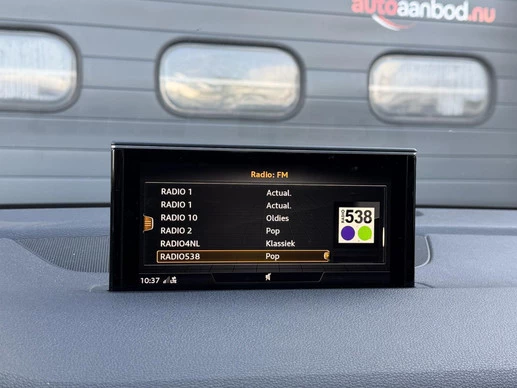 autoaanbod.nu
Radio: FM
RADIO 1 Actual.
RADIO 1 Actual.
RADIO 10 Oldies
RADIO 2 Pop
RADIO4NL Klassiek
RADIO538 Pop
RADIO 538
10:37